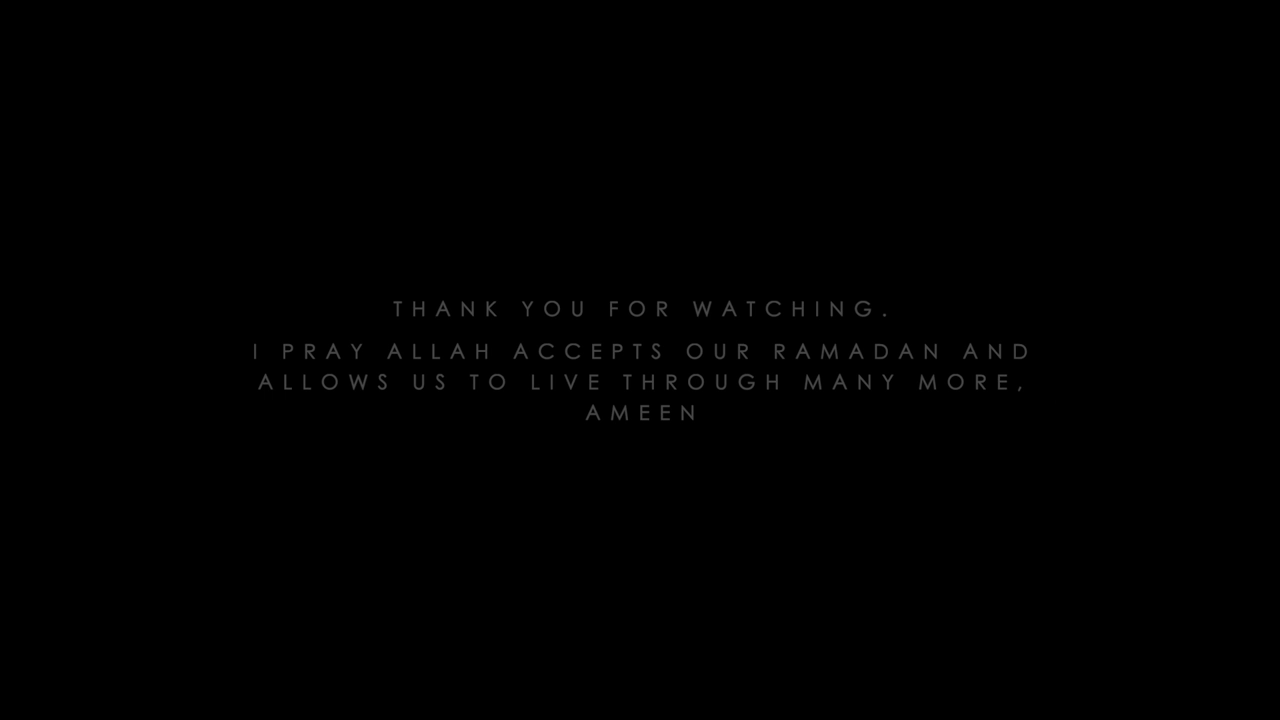 THANK YOU FOR WATCHING.
I PRAY ALLAH ACCEPTS OUR RAMADAN AND
ALLOWS US TO LIVE THROUGH MANY MORE,
AMEEN